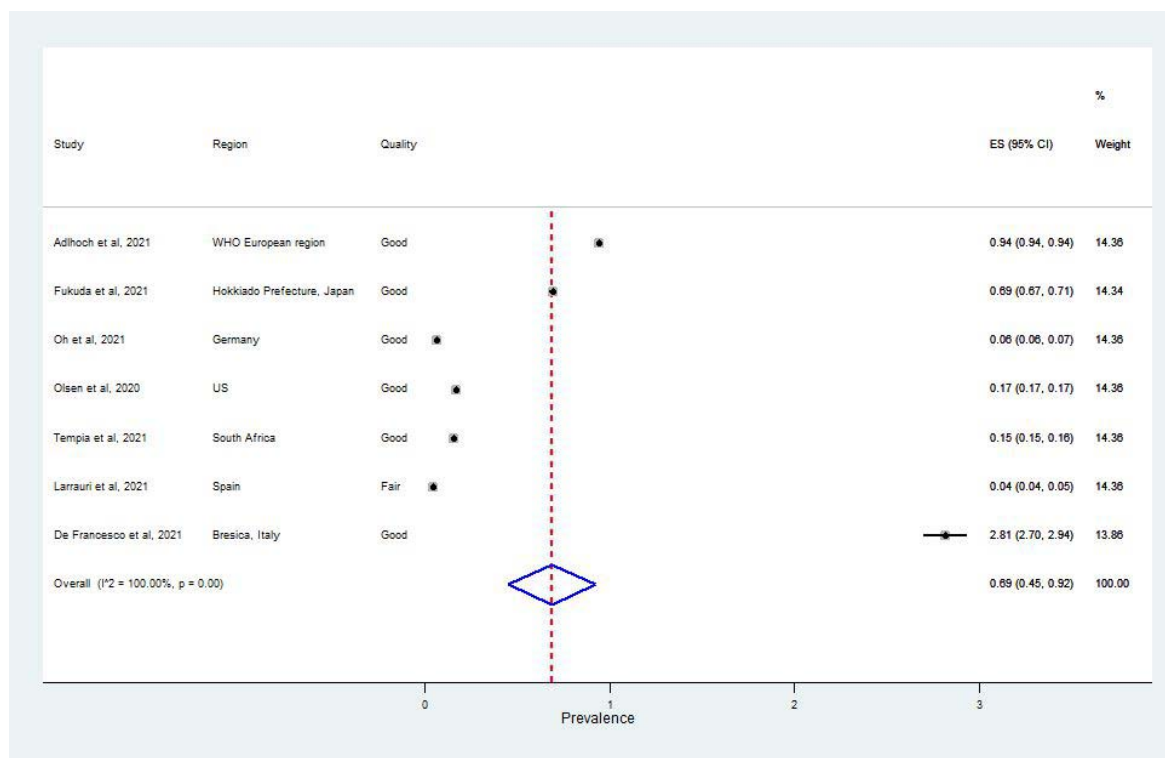 %
Study Region Quality ES (95% CI) Weight
Adlhoch et al, 2021 WHO European region Good 0.94 (0.94, 0.94) 14.36
Fukuda et al, 2021 Hokkiado Prefecture, Japan Good 0.69 (0.67, 0.71) 14.34
Oh et al, 2021 Germany Good 0.06 (0.06, 0.07) 14.36
Olsen et al, 2020 US Good 0.17 (0.17, 0.17) 14.36
Tempia et al, 2021 South Africa Good 0.15 (0.15, 0.16) 14.36
Larrauri et al, 2021 Spain Fair 0.04 (0.04, 0.05) 14.36
De Francesco et al, 2021 Bresica, Italy Good 2.81 (2.70, 2.94) 13.86
Overall (I^2 = 100.00%, p = 0.00) 0.69 (0.45, 0.92) 100.00
0 1 2 3
Prevalence